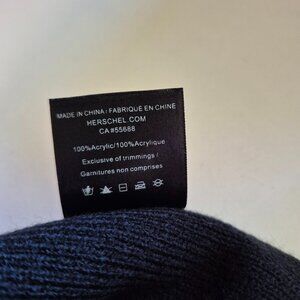 MADE IN CHINA / FABRIQUÉ EN CHINE
HERSCHEL.COM
CA#55688
100%Acrylic/100%Acrylique
Exclusive of trimmings /
Garnitures non comprises